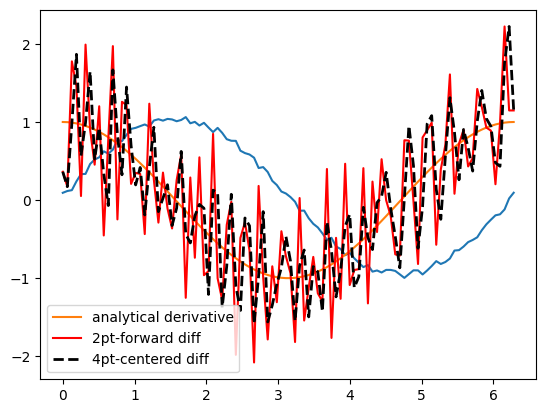 2
1
0
−1
−2
analytical derivative
2pt-forward diff
4pt-centered diff
0 1 2 3 4 5 6